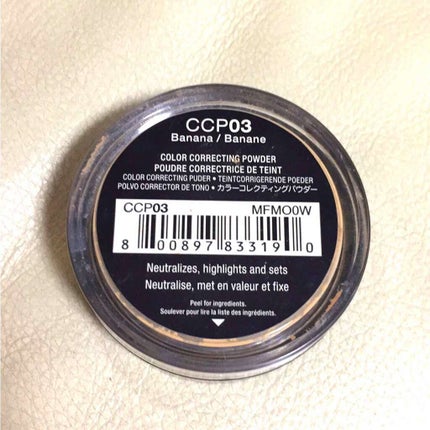 CCP03
Banana / Banane
COLOR CORRECTING POWDER
POUDRE CORRECTRICE DE TEINT
COLOR CORRECTING PUDER • TEINTCORRIGERENDE POEDER
POLVO CORRECTOR DE TONO • カラーコレクティングパウダー
CCP03 MFMO0W
8 00897 83319 0
Neutralizes, highlights and sets
Neutralise, met en valeur et fixe
Peel for ingredients.
Soulever pour lire la liste des ingrédients.